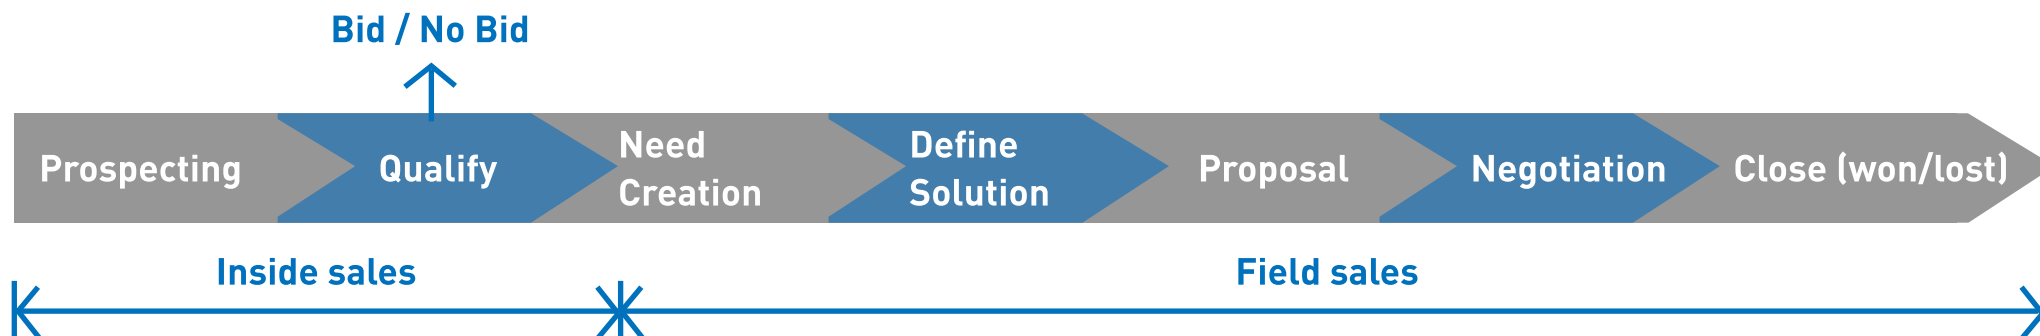 Bid / No Bid
Prospecting
Qualify
Need
Creation
Define
Solution
Proposal
Negotiation
Close (won/lost)
Inside sales
Field sales